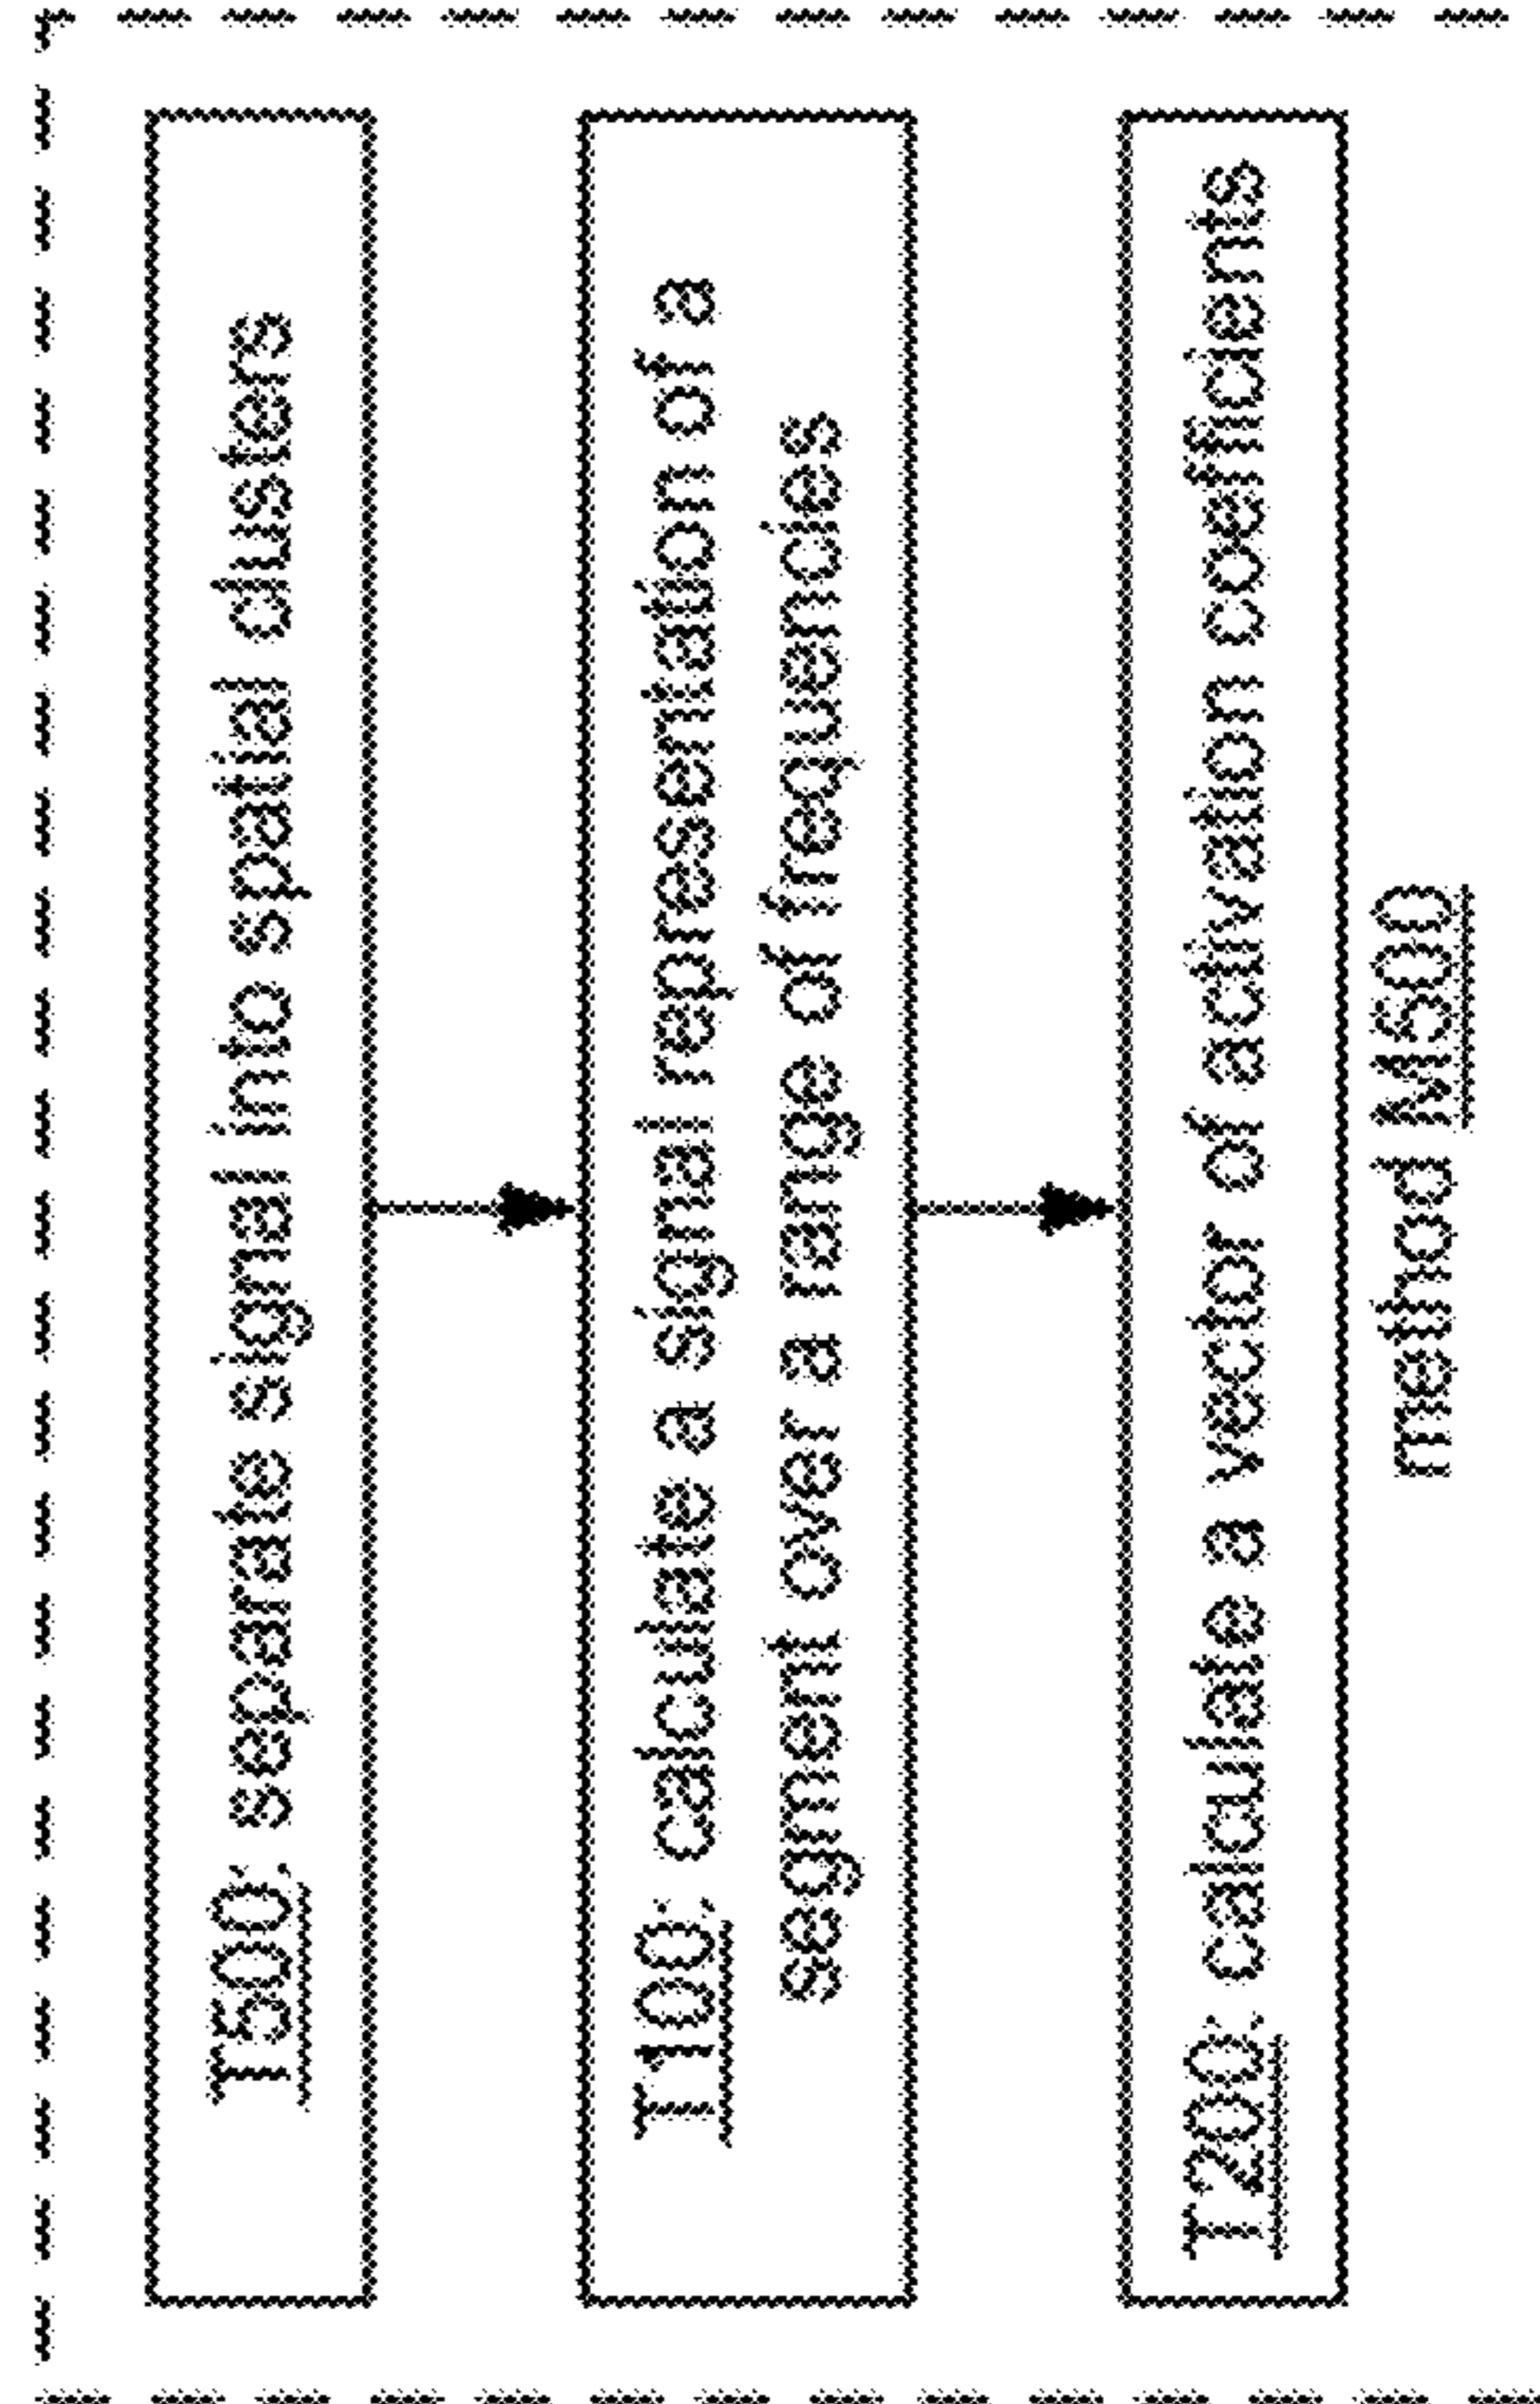 T500: separate signal into spatial clusters
T100: calculate a signal representation of a
segment over a range of frequencies
T200: calculate a vector of activation coefficients
method M500